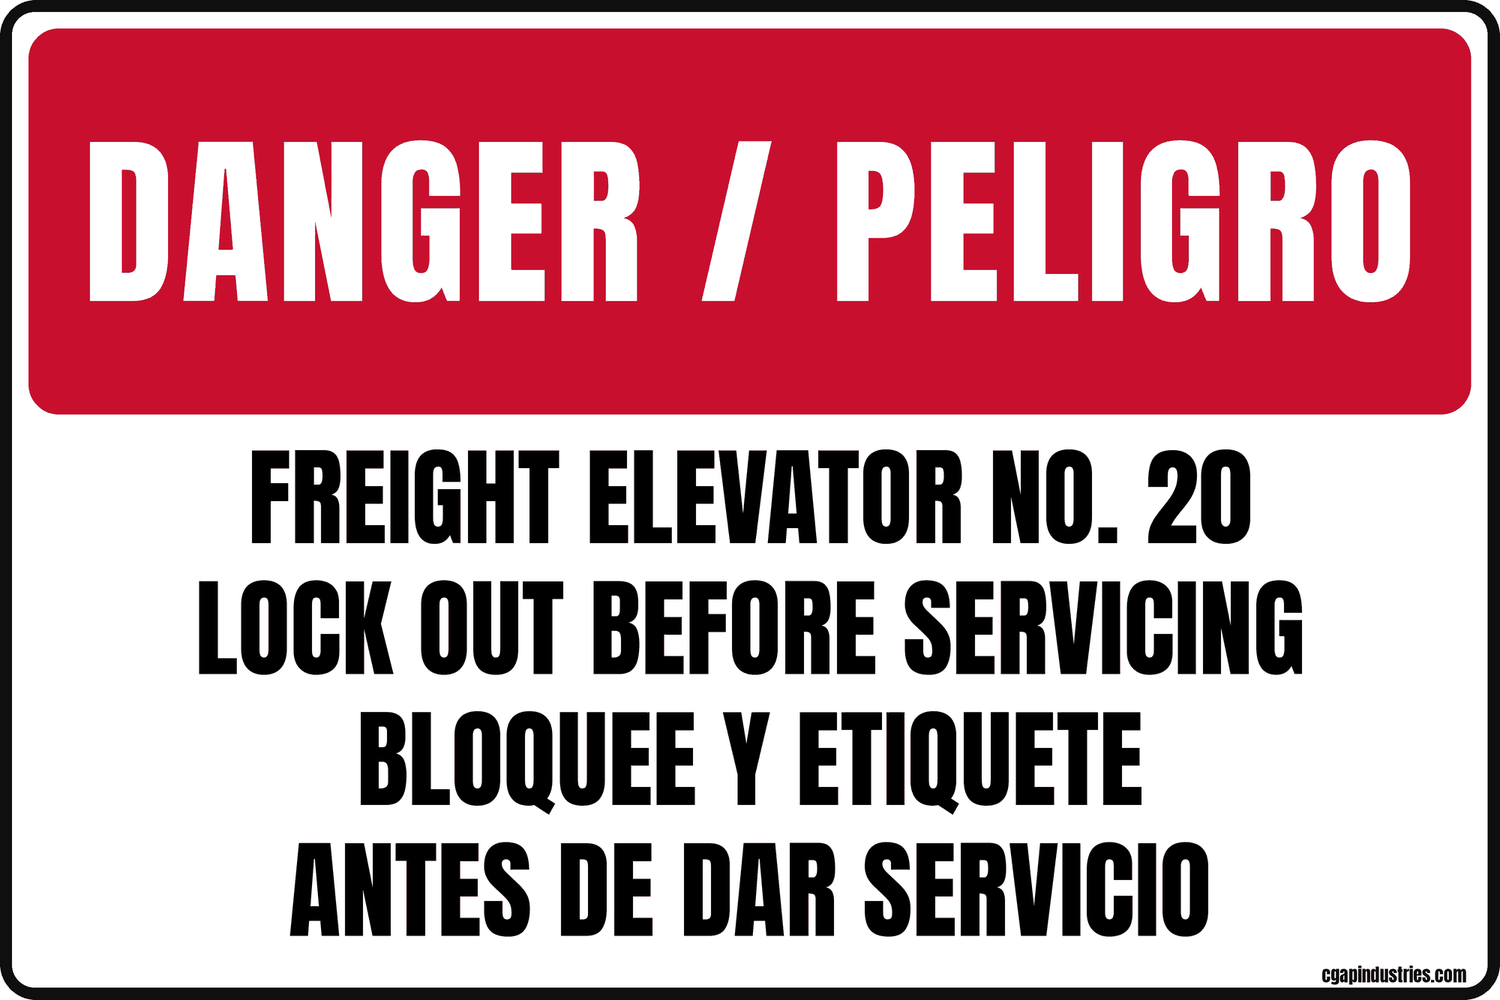 DANGER / PELIGRO
FREIGHT ELEVATOR NO. 20
LOCK OUT BEFORE SERVICING
BLOQUEE Y ETIQUETE
ANTES DE DAR SERVICIO
cgapindustries.com